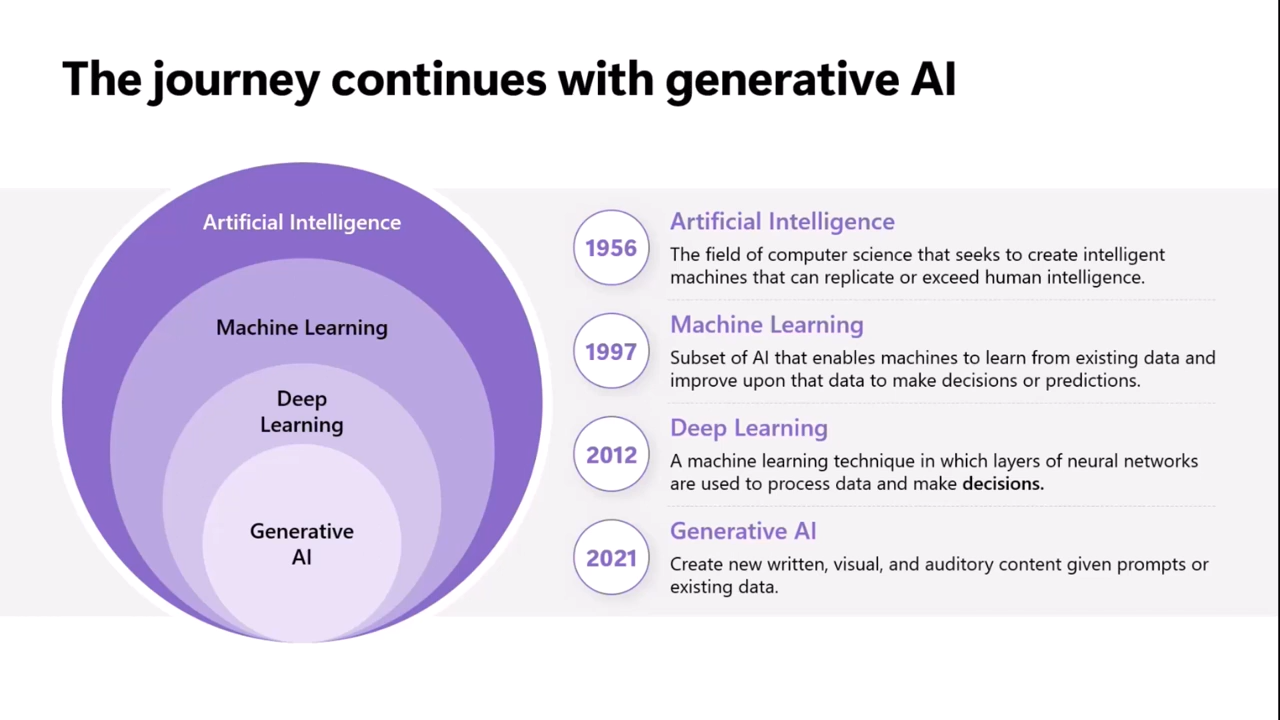 The journey continues with generative AI
Artificial Intelligence
Machine Learning
Deep
Learning
Generative
AI
1956
Artificial Intelligence
The field of computer science that seeks to create intelligent
machines that can replicate or exceed human intelligence.
1997
Machine Learning
Subset of AI that enables machines to learn from existing data and
improve upon that data to make decisions or predictions.
2012
Deep Learning
A machine learning technique in which layers of neural networks
are used to process data and make decisions.
2021
Generative AI
Create new written, visual, and auditory content given prompts or
existing data.